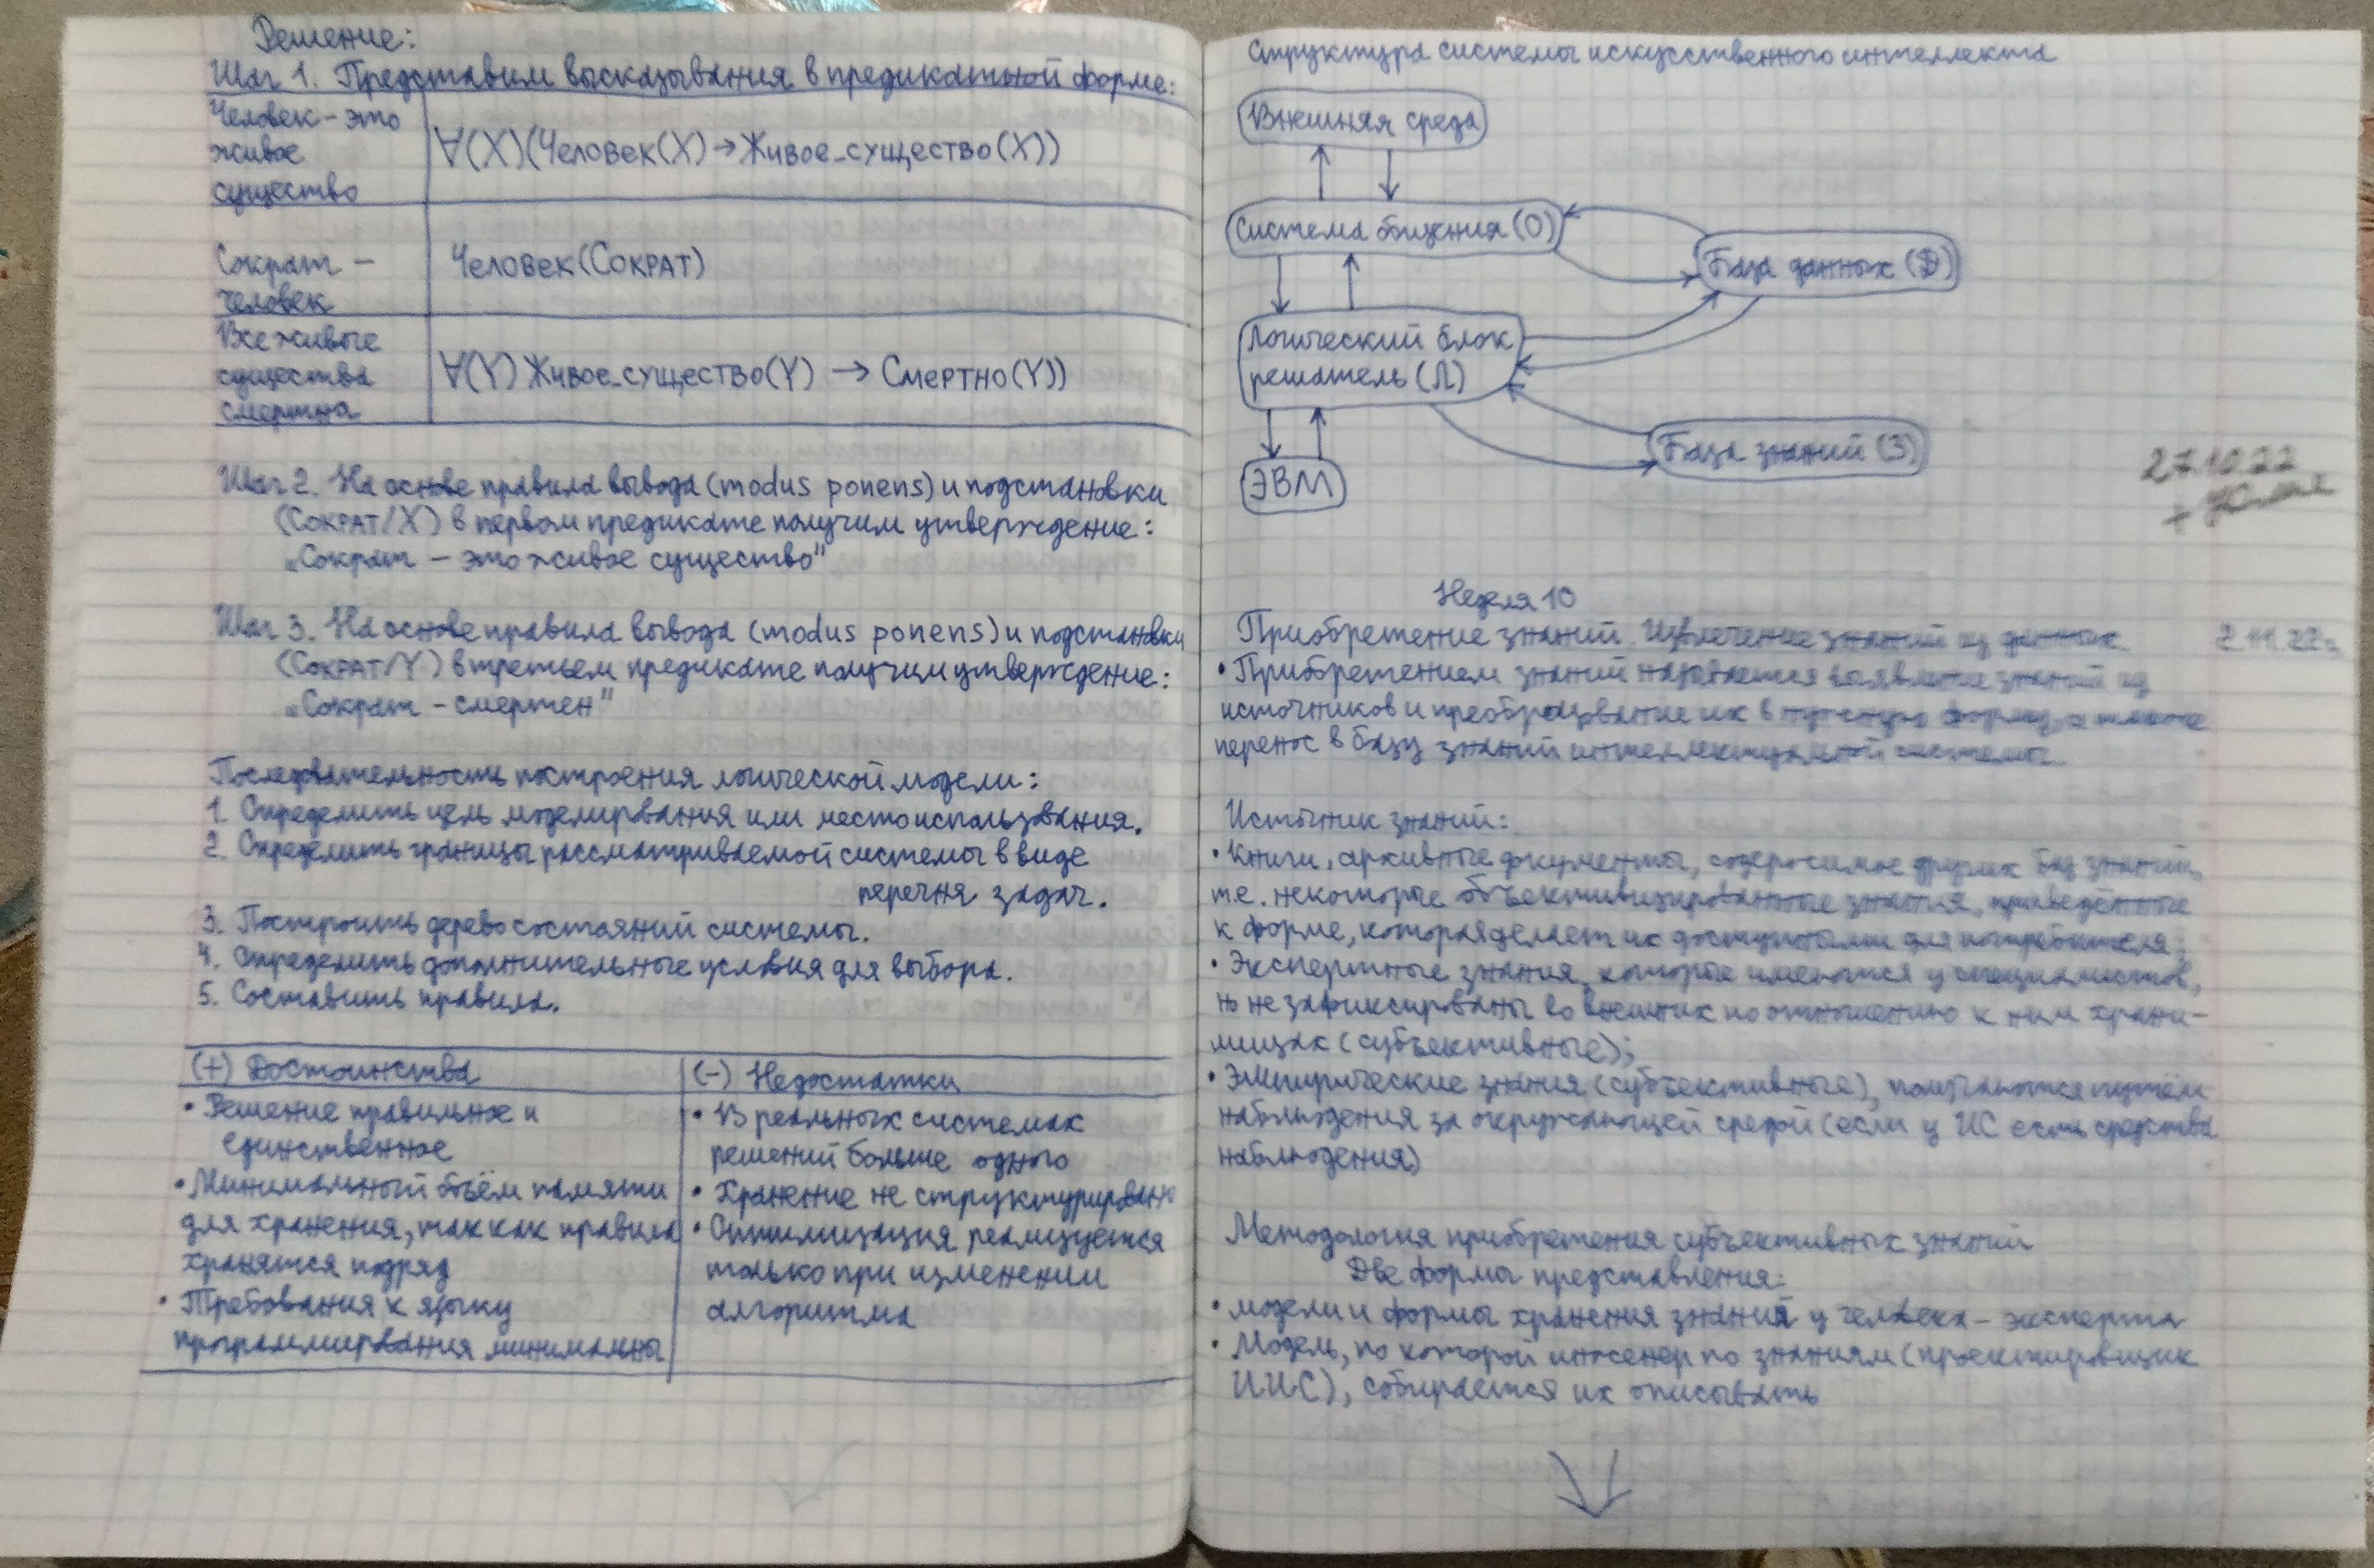 Решение:
Шаг 1. Представим высказывания в предикатной форме:
Человек – это
живое
существо
∀(X)(Человек(X)→Живое_существо(X))
Сократ –
человек
Человек(Сократ)
Все живые
существа
смертна
∀(Y) Живое_существо(Y) → Смертно(Y))
Шаг 2. На основе правила вывода (modus ponens) и подстановки
(Сократ/X) в первом предикате получим утверждение:
„Сократ – это живое существо"
Шаг 3. На основе правила вывода (modus ponens) и подстановки
(Сократ/Y) в третьем предикате получим утверждение:
„Сократ – смертен"
Последовательность построения логической модели:
1. Определить цель моделирования или место использования.
2. Определить границы рассматриваемой системы в виде
перечня задач.
3. Построить дерево состояний системы.
4. Определить дополнительные условия для выбора.
5. Составить правила.
(+) Достоинства
• Решение правильное и
единственное
• Минимальный объём памяти
для хранения, так как правила
хранятся подряд
• Требования к языку
программирования минимальны
(-) Недостатки
• В реальных системах
решений больше одного
• Хранение не структурировано
• Оптимизация реализуется
только при изменении
алгоритма
Структура системы искусственного интеллекта
Внешняя среда
Система общения (О)
База данных (Д)
Логический блок
решатель (Л)
База знаний (З)
ЭВМ
27.10.22
+
Неделя 10
Приобретение знаний. Извлечение знаний из данных.
2.11.22г.
• Приобретением знаний называется выявление знаний из
источников и преобразование их в нужную форму, а также
перенос в базу знаний интеллектуальной системы.
Источник знаний:
• Книги, архивные документы, содержимое других баз знаний,
т.е. некоторые объективизированные знания, приведённые
к форме, которая делает их доступными для потребителя;
• Экспертные знания, которые имеются у специалистов,
но не зафиксированы во внешних по отношению к ним храни-
лищах (субъективные);
• Эмпирические знания (субъективные), получаются путём
наблюдения за окружающей средой (если у ИС есть средства
наблюдения)
Методология приобретения субъективных знаний
Две формы представления:
• модели и формы хранения знаний у человека – эксперта
• Модель, по которой инженер по знаниям (проектировщик
ИИС), собирается их описывать